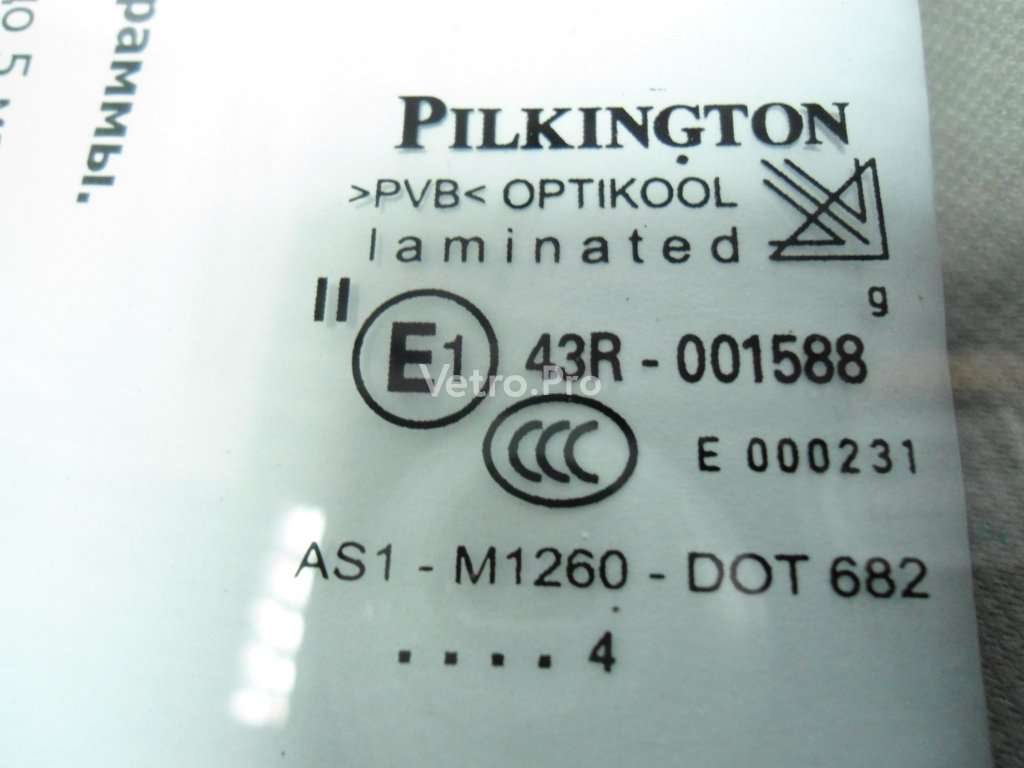 раммы.
PILKINGTON
>PVB< OPTIKOOL
laminated
g
II
E1 43R - 001588
Vetro.Pro
CCC E 000231
AS1 - M1260 - DOT 682
. . . . 4